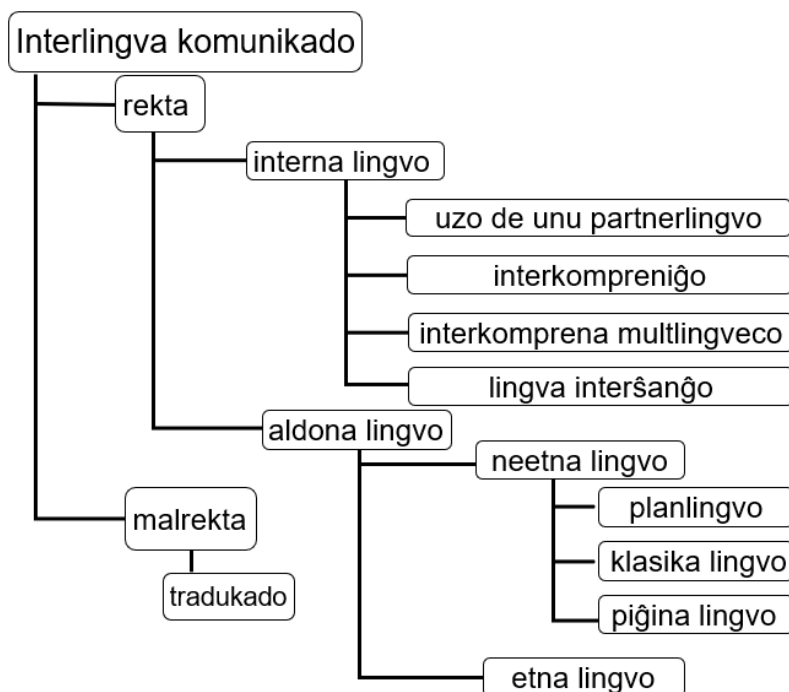 Interlingva komunikado
rekta
interna lingvo
uzo de unu partnerlingvo
interkompreniĝo
interkomprena multlingveco
lingva interŝanĝo
aldona lingvo
neetna lingvo
planlingvo
klasika lingvo
piĝina lingvo
etna lingvo
malrekta
tradukado